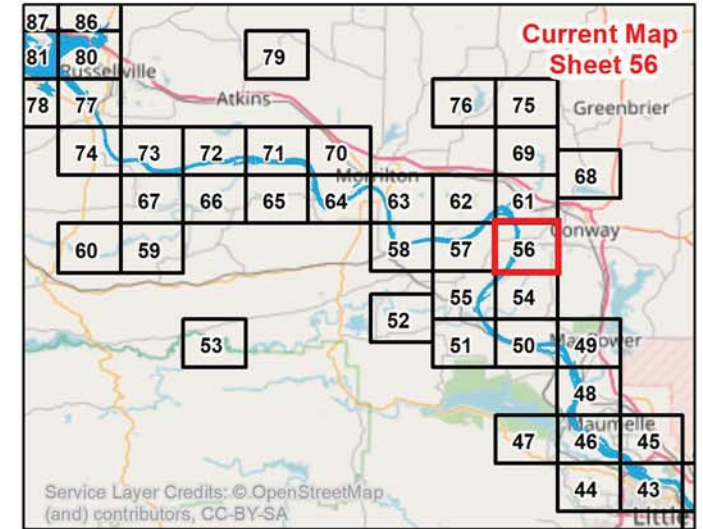 87 86
Current Map
Sheet 56
81 80 79
Russellville
78 77 Atkins 76 75 Greenbrier
74 73 72 71 70 69
Morrilton
68
67 66 65 64 63 62 61
Conway
60 59 58 57 56
55 54
52
53 51 50 49
48
Maumelle
47 46 45
44 43
Service Layer Credits: © OpenStreetMap
(and) contributors, CC-BY-SA
Little